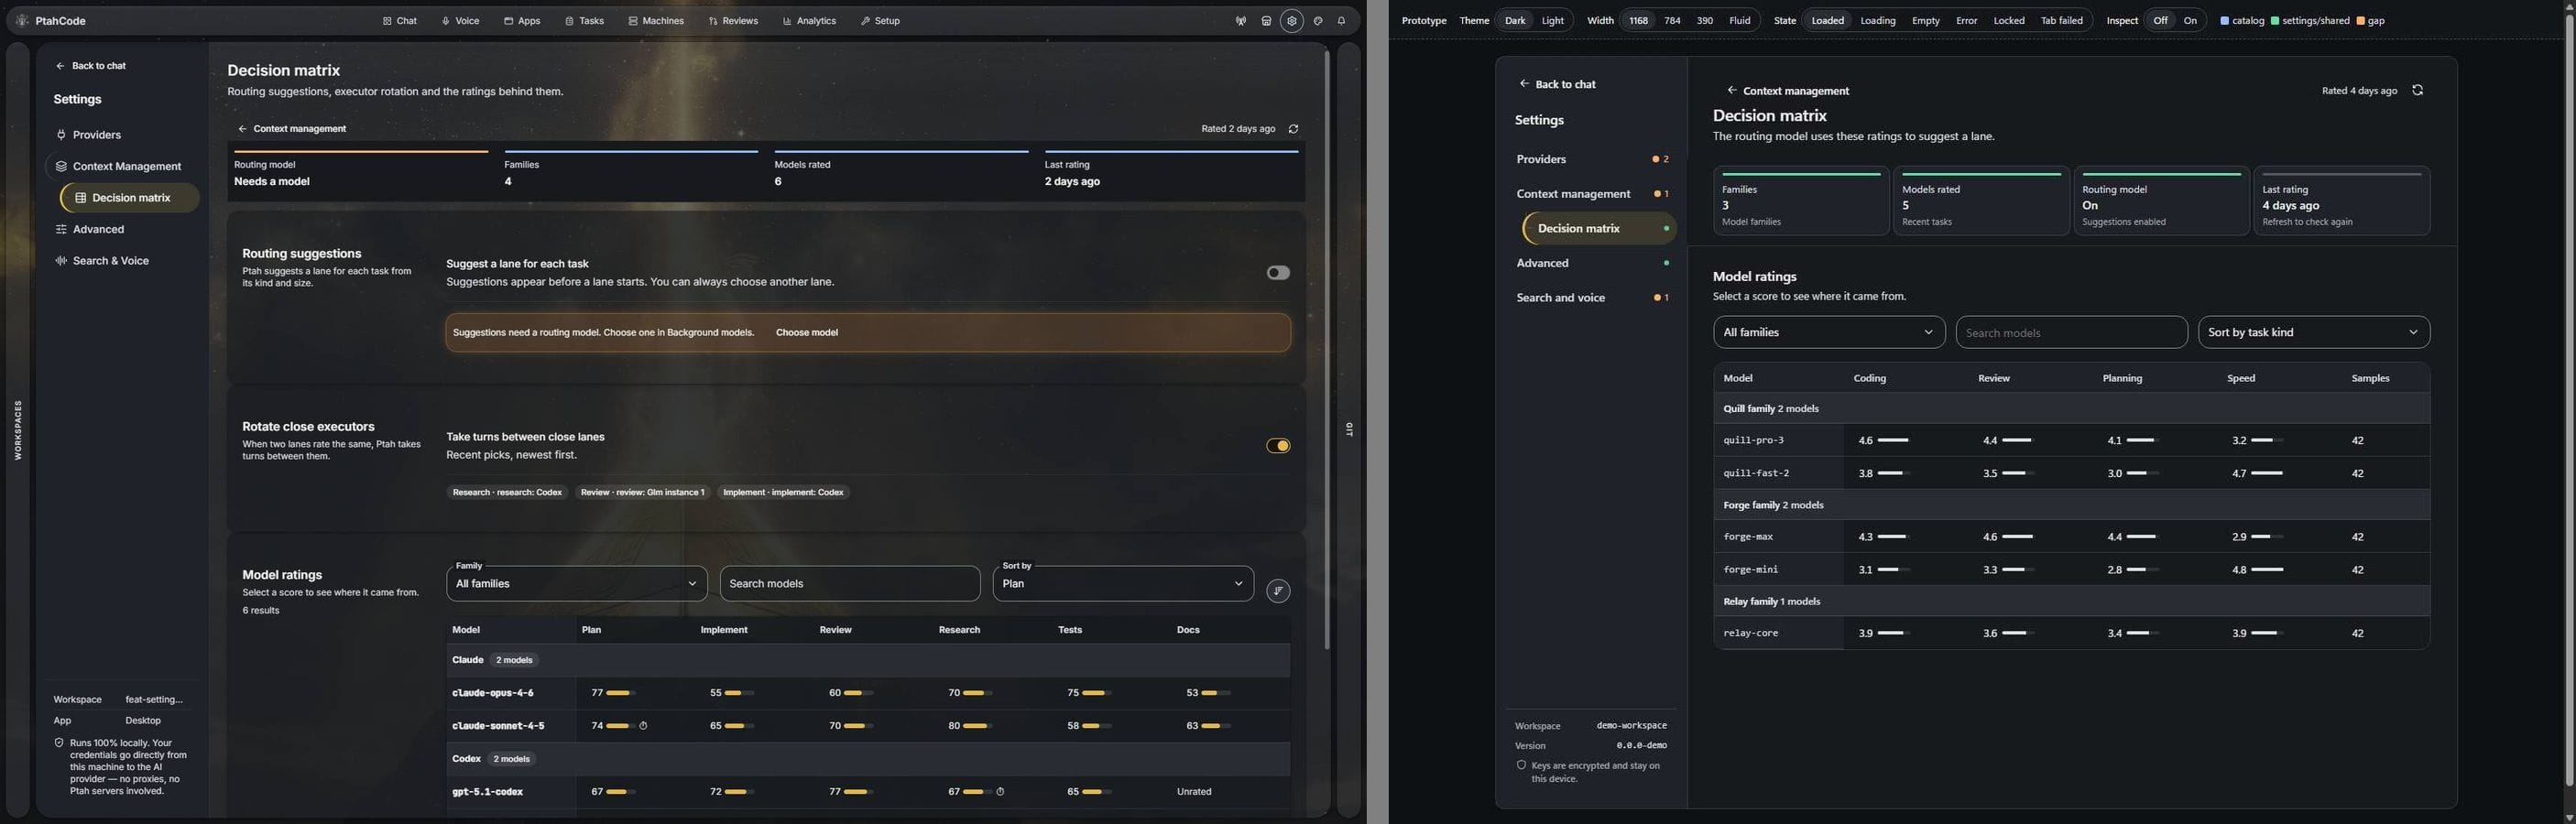 PtahCode
Chat Voice Apps Tasks Machines Reviews Analytics Setup
WORKSPACES
Back to chat
Settings
Providers
Context Management
Decision matrix
Advanced
Search & Voice
Workspace feat-setting...
App Desktop
Runs 100% locally. Your
credentials go directly from
this machine to the AI
provider — no proxies, no
Ptah servers involved.
Decision matrix
Routing suggestions, executor rotation and the ratings behind them.
Context management Rated 2 days ago
Routing model Families Models rated Last rating
Needs a model 4 6 2 days ago
Routing suggestions
Ptah suggests a lane for each task from
its kind and size.
Suggest a lane for each task
Suggestions appear before a lane starts. You can always choose another lane.
Suggestions need a routing model. Choose one in Background models. Choose model
Rotate close executors
When two lanes rate the same, Ptah takes
turns between them.
Take turns between close lanes
Recent picks, newest first.
Research · research: Codex Review · review: Glm instance 1 Implement · implement: Codex
Model ratings
Select a score to see where it came from.
6 results
Family Sort by
All families Search models Plan
Model Plan Implement Review Research Tests Docs
Claude 2 models
claude-opus-4-6 77 55 60 70 75 53
claude-sonnet-4-5 74 65 70 80 58 63
Codex 2 models
gpt-5.1-codex 67 72 77 67 65 Unrated
GIT
Prototype Theme Dark Light Width 1168 784 390 Fluid State Loaded Loading Empty Error Locked Tab failed Inspect Off On catalog settings/shared gap
Back to chat
Settings
Providers 2
Context management 1
Decision matrix
Advanced
Search and voice 1
Workspace demo-workspace
Version 0.0.0-demo
Keys are encrypted and stay on
this device.
Context management Rated 4 days ago
Decision matrix
The routing model uses these ratings to suggest a lane.
Families Models rated Routing model Last rating
3 5 On 4 days ago
Model families Recent tasks Suggestions enabled Refresh to check again
Model ratings
Select a score to see where it came from.
All families Search models Sort by task kind
Model Coding Review Planning Speed Samples
Quill family 2 models
quill-pro-3 4.6 4.4 4.1 3.2 42
quill-fast-2 3.8 3.5 3.0 4.7 42
Forge family 2 models
forge-max 4.3 4.6 4.4 2.9 42
forge-mini 3.1 3.3 2.8 4.8 42
Relay family 1 models
relay-core 3.9 3.6 3.4 3.9 42